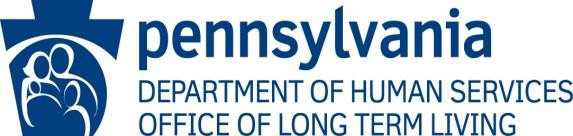 pennsylvania
DEPARTMENT OF HUMAN SERVICES
OFFICE OF LONG TERM LIVING